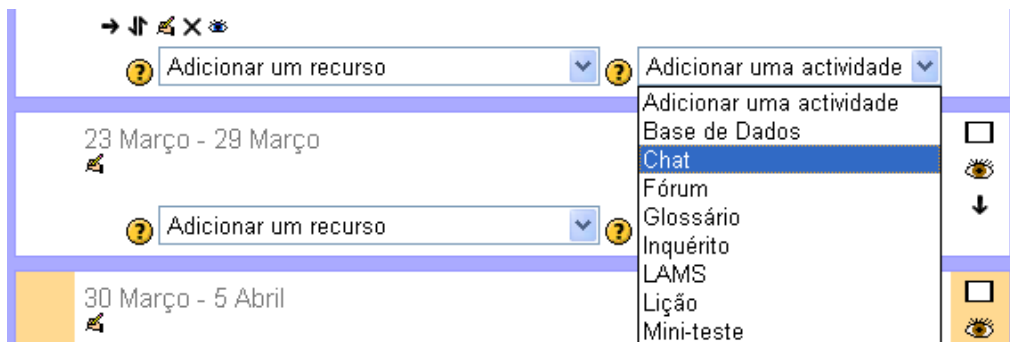 Adicionar um recurso
Adicionar uma actividade
Adicionar uma actividade
Base de Dados
Chat
Fórum
Glossário
Inquérito
LAMS
Lição
Mini-teste
23 Março - 29 Março
Adicionar um recurso
30 Março - 5 Abril